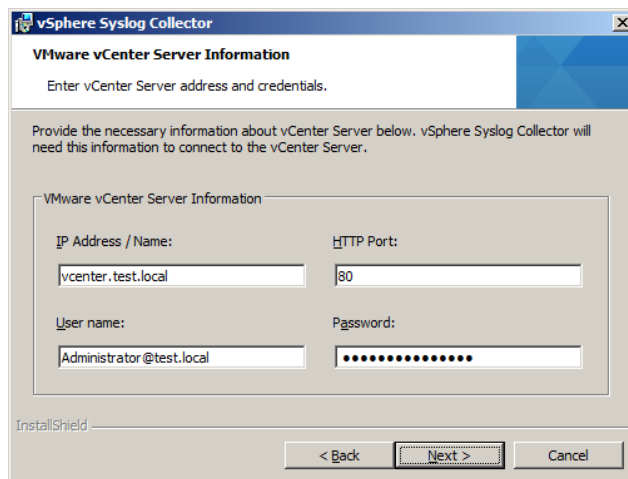 vSphere Syslog Collector
VMware vCenter Server Information
Enter vCenter Server address and credentials.
Provide the necessary information about vCenter Server below. vSphere Syslog Collector will
need this information to connect to the vCenter Server.
VMware vCenter Server Information
IP Address / Name:
HTTP Port:
vcenter.test.local
80
User name:
Password:
Administrator@test.local
●●●●●●●●●●●●●●●
InstallShield
< Back
Next >
Cancel